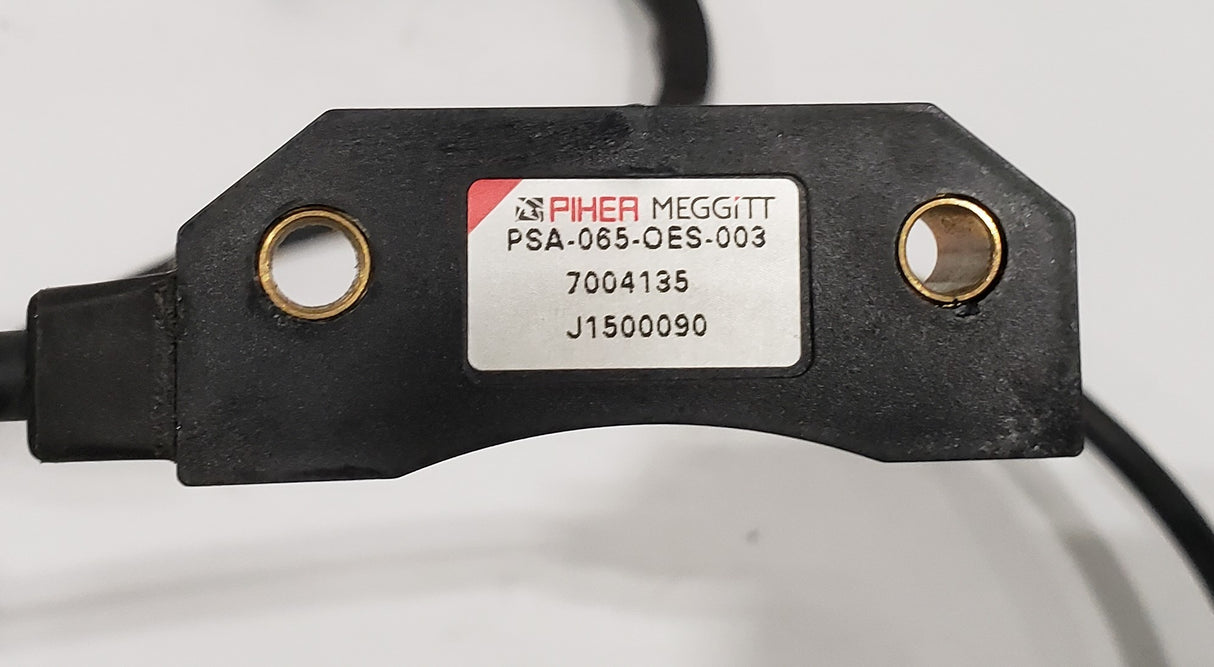 PIHER MEGGiTT
PSA-065-OES-003
7004135
J1500090